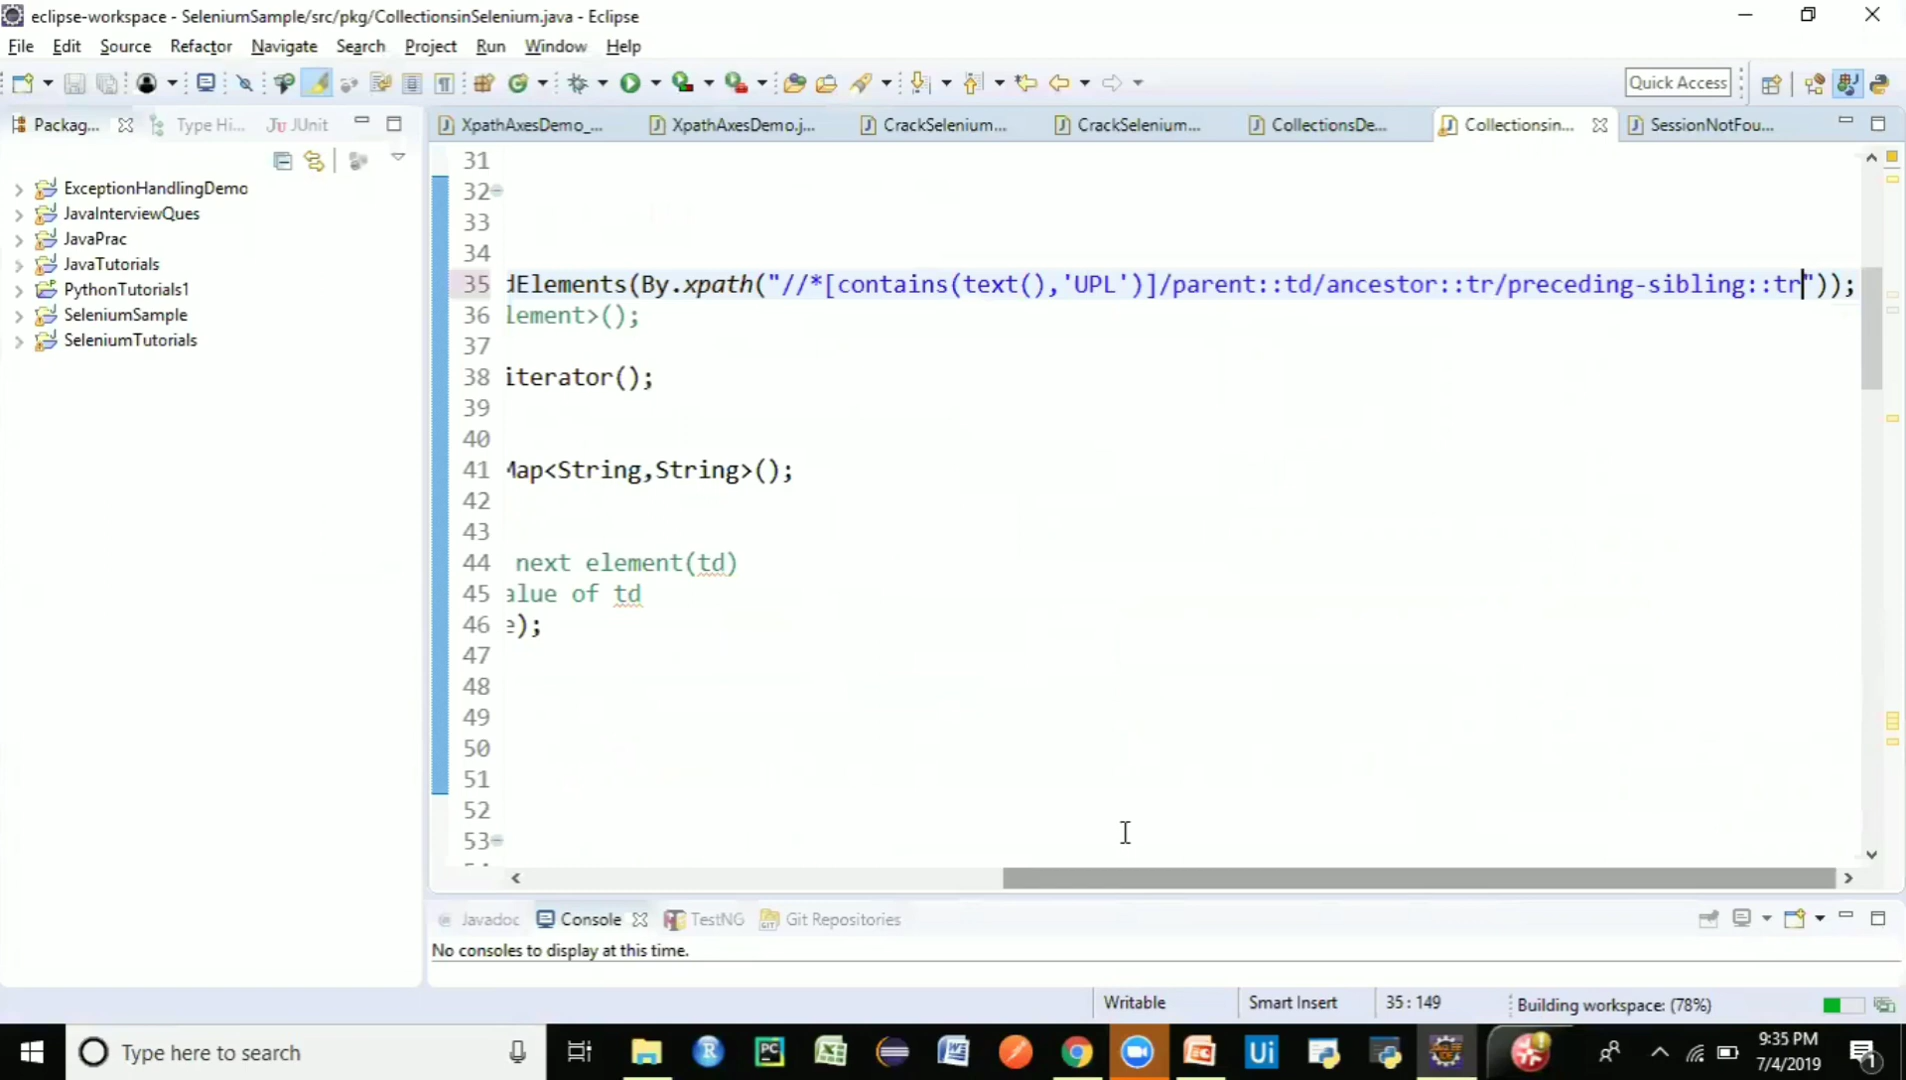 eclipse-workspace - SeleniumSample/src/pkg/CollectionsinSelenium.java - Eclipse
File Edit Source Refactor Navigate Search Project Run Window Help
Quick Access
Packag... Type Hi... JUnit
XpathAxesDemo_... XpathAxesDemo.j... CrackSelenium... CrackSelenium... CollectionsDe... Collectionsin... SessionNotFou...
ExceptionHandlingDemo
JavaInterviewQues
JavaPrac
JavaTutorials
PythonTutorials1
SeleniumSample
SeleniumTutorials
31
32
33
34
35 dElements(By.xpath("//*[contains(text(),'UPL')]/parent::td/ancestor::tr/preceding-sibling::tr"));
36 lement>();
37
38 iterator();
39
40
41 Map<String,String>();
42
43
44 next element(td)
45 alue of td
46 e);
47
48
49
50
51
52
53
Javadoc Console TestNG Git Repositories
No consoles to display at this time.
Writable Smart Insert 35 : 149 Building workspace: (78%)
Type here to search
9:35 PM
7/4/2019
1